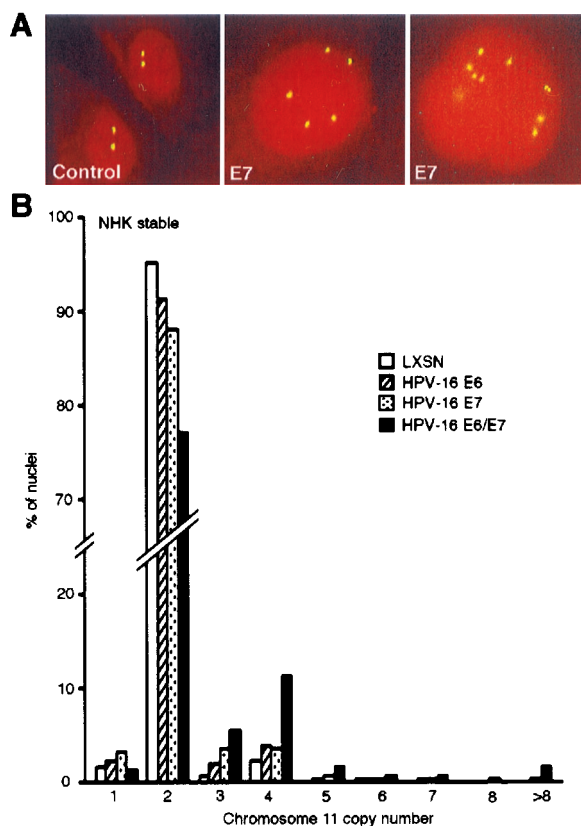 A
Control
E7
E7
B
NHK stable
100
90
80
70
20
10
0
% of nuclei
LXSN
HPV-16 E6
HPV-16 E7
HPV-16 E6/E7
1 2 3 4 5 6 7 8 >8
Chromosome 11 copy number